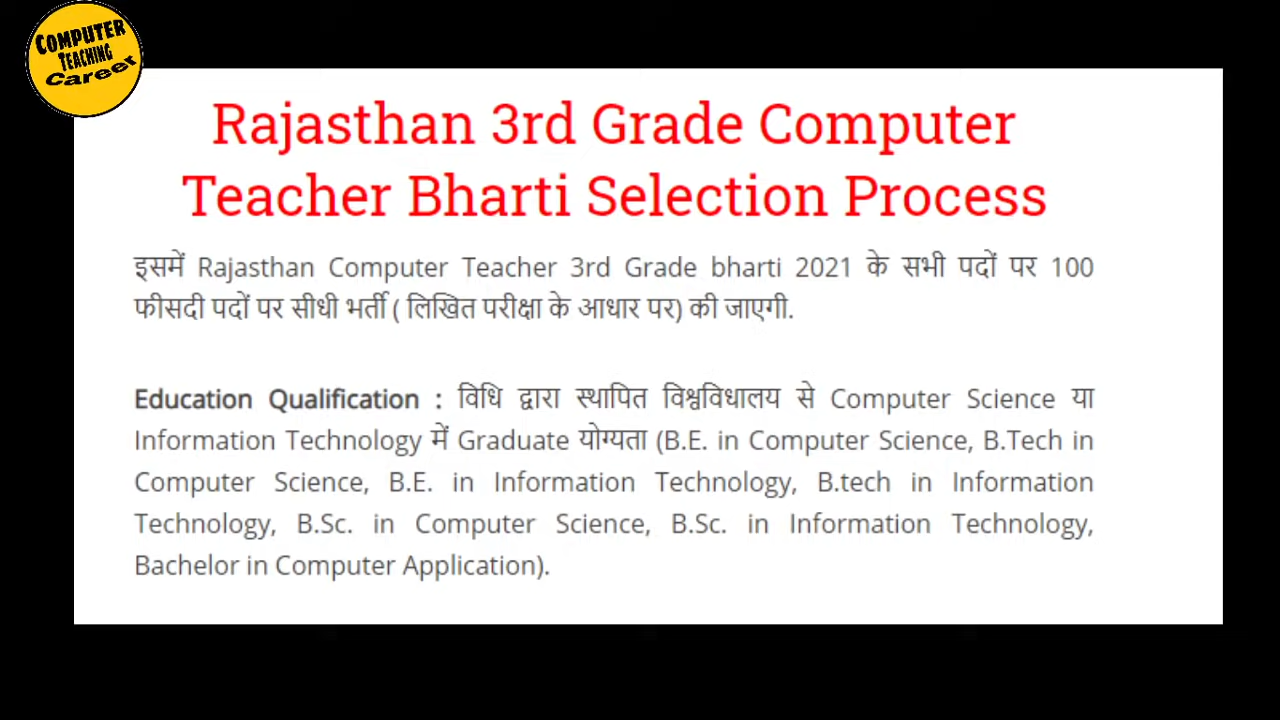 COMPUTER
TEACHING
Career
Rajasthan 3rd Grade Computer
Teacher Bharti Selection Process
इसमें Rajasthan Computer Teacher 3rd Grade bharti 2021 के सभी पदों पर 100
फीसदी पदों पर सीधी भर्ती ( लिखित परीक्षा के आधार पर) की जाएगी.
Education Qualification : विधि द्वारा स्थापित विश्वविधालय से Computer Science या
Information Technology में Graduate योग्यता (B.E. in Computer Science, B.Tech in
Computer Science, B.E. in Information Technology, B.tech in Information
Technology, B.Sc. in Computer Science, B.Sc. in Information Technology,
Bachelor in Computer Application).